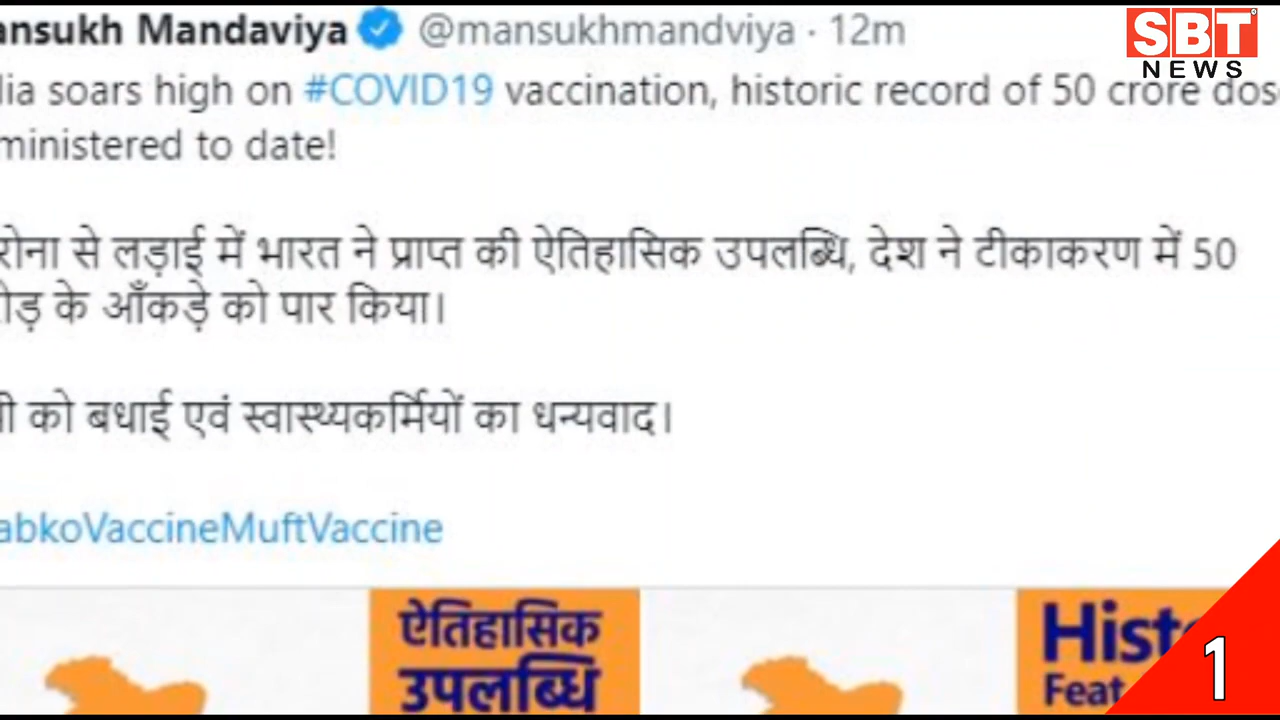 ansukh Mandaviya @mansukhmandviya · 12m
SBT
NEWS
dia soars high on #COVID19 vaccination, historic record of 50 crore dos
ministered to date!
रोना से लड़ाई में भारत ने प्राप्त की ऐतिहासिक उपलब्धि, देश ने टीकाकरण में 50
ोड़ के आँकड़े को पार किया।
ी को बधाई एवं स्वास्थ्यकर्मियों का धन्यवाद।
abkoVaccineMuftVaccine
ऐतिहासिक
उपलब्धि
Hist
Feat
1